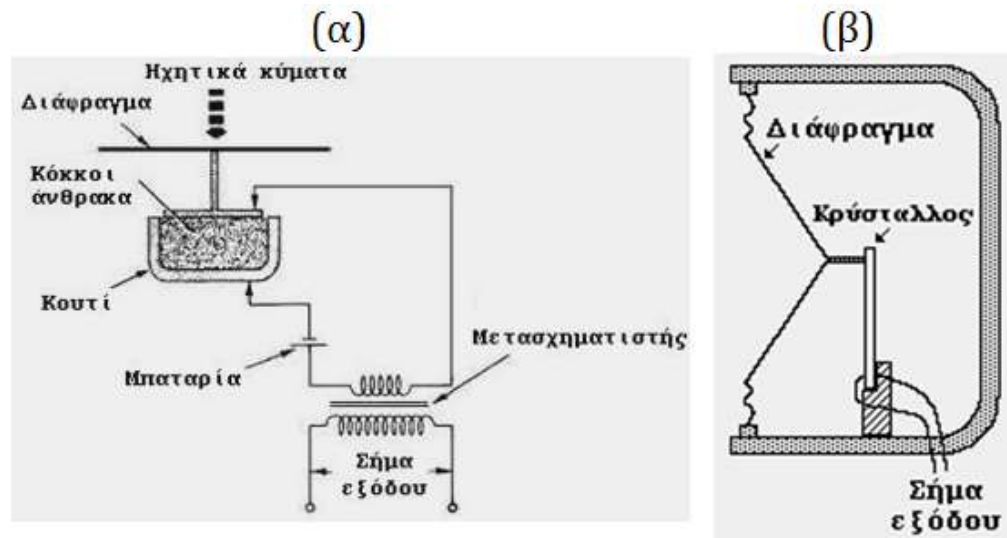 (α)
Ηχητικά κύματα
Διάφραγμα
Κόκκοι
άνθρακα
Κουτί
Μπαταρία
Μετασχηματιστής
Σήμα
εξόδου
(β)
Διάφραγμα
Κρύσταλλος
Σήμα
εξόδου